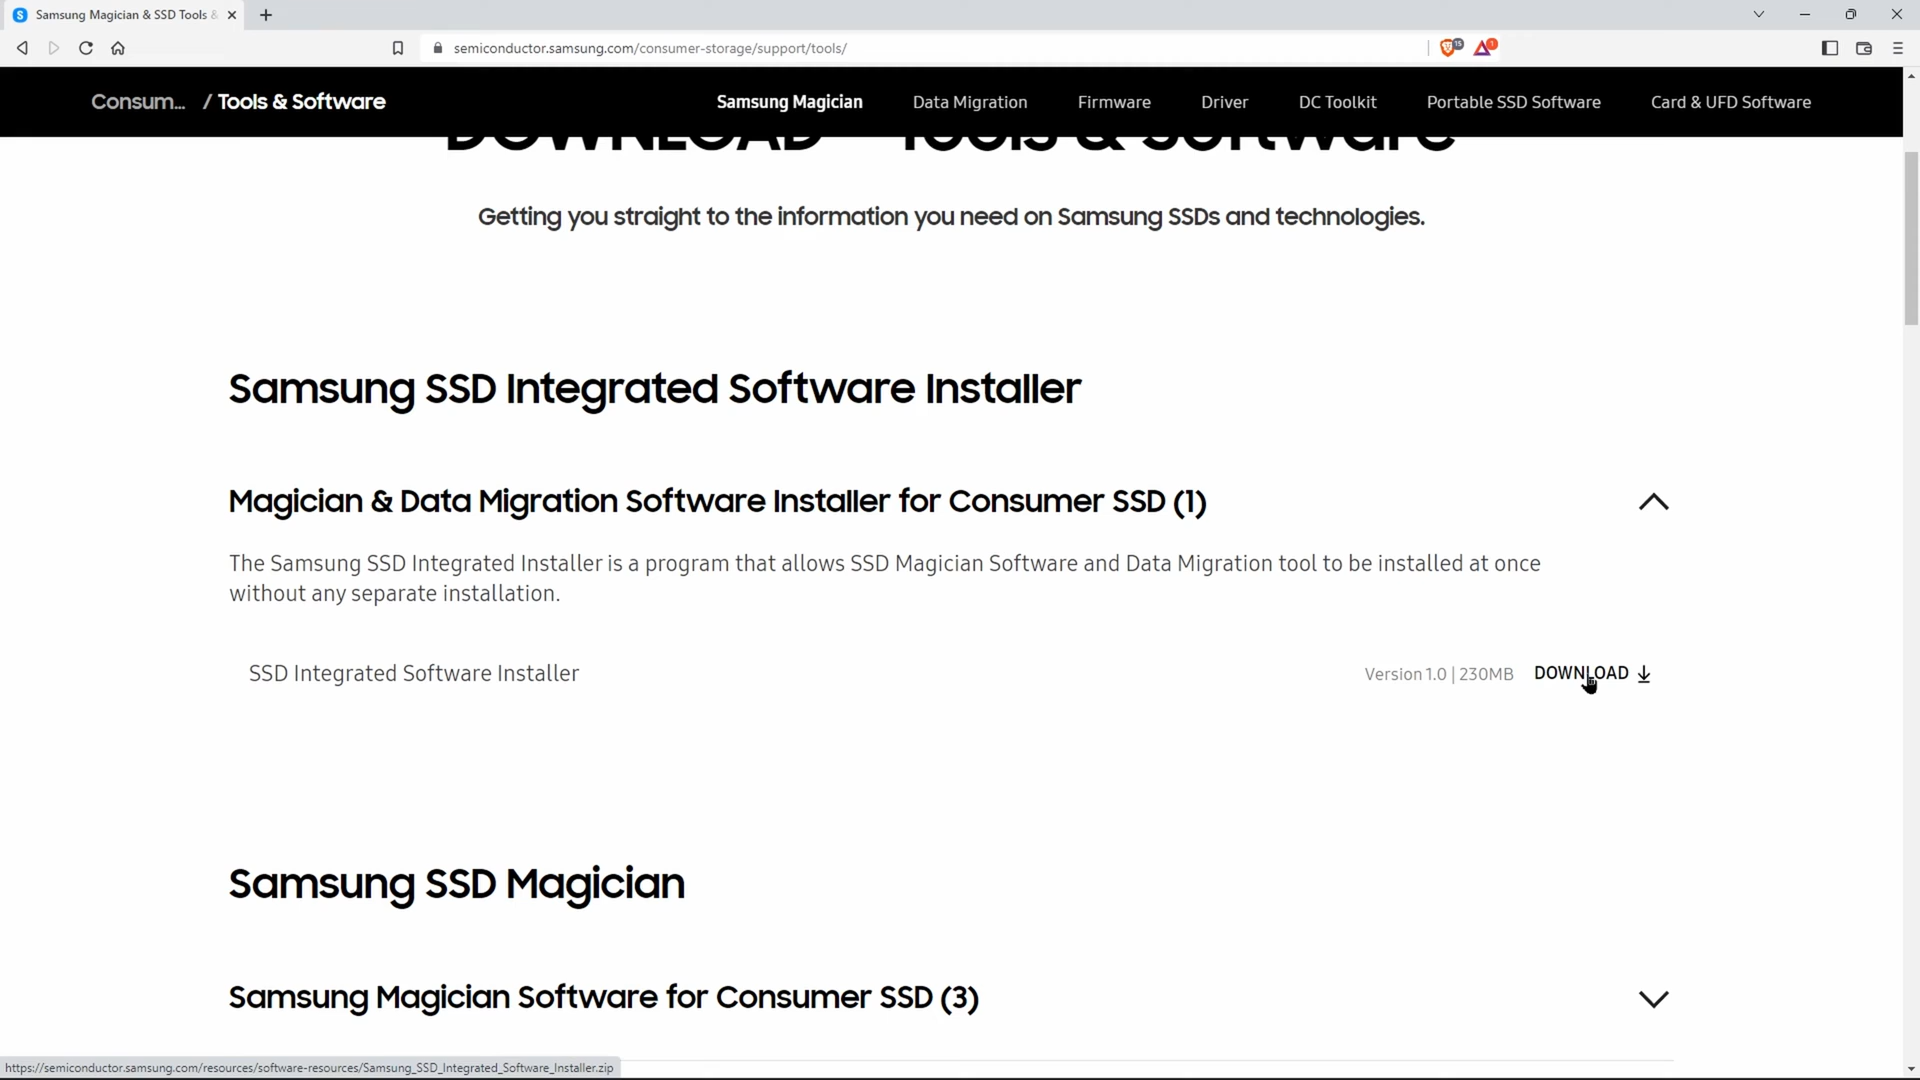 Samsung Magician & SSD Tools &
semiconductor.samsung.com/consumer-storage/support/tools/
15
1
Consum... / Tools & Software
Samsung Magician
Data Migration
Firmware
Driver
DC Toolkit
Portable SSD Software
Card & UFD Software
DOWNLOAD - Tools & Software
Getting you straight to the information you need on Samsung SSDs and technologies.
Samsung SSD Integrated Software Installer
Magician & Data Migration Software Installer for Consumer SSD (1)
The Samsung SSD Integrated Installer is a program that allows SSD Magician Software and Data Migration tool to be installed at once
without any separate installation.
SSD Integrated Software Installer
Version 1.0 | 230MB
DOWNLOAD
Samsung SSD Magician
Samsung Magician Software for Consumer SSD (3)
https://semiconductor.samsung.com/resources/software-resources/Samsung_SSD_Integrated_Software_Installer.zip